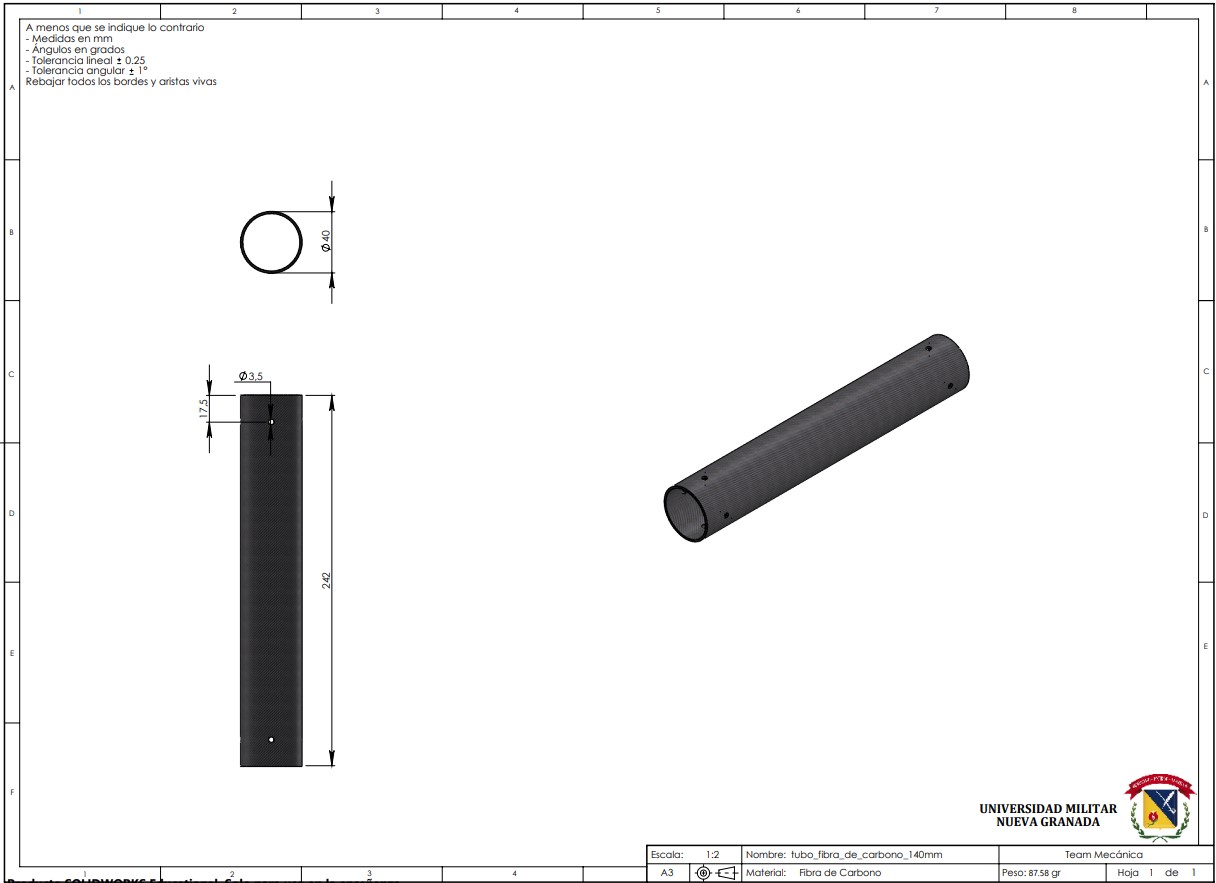 1 2 3 4 5 6 7 8
A menos que se indique lo contrario
- Medidas en mm
- Ángulos en grados
- Tolerancia lineal ± 0.25
- Tolerancia angular ± 1°
Rebajar todos los bordes y aristas vivas
A A
B B
Ø40
C C
Ø3,5
17,5
D D
242
E E
F
UNIVERSIDAD MILITAR
NUEVA GRANADA
Escala: 1:2 Nombre: tubo_fibra_de_carbono_140mm Team Mecánica
A3 Material: Fibra de Carbono Peso: 87.58 gr Hoja 1 de 1
1 2 3 4